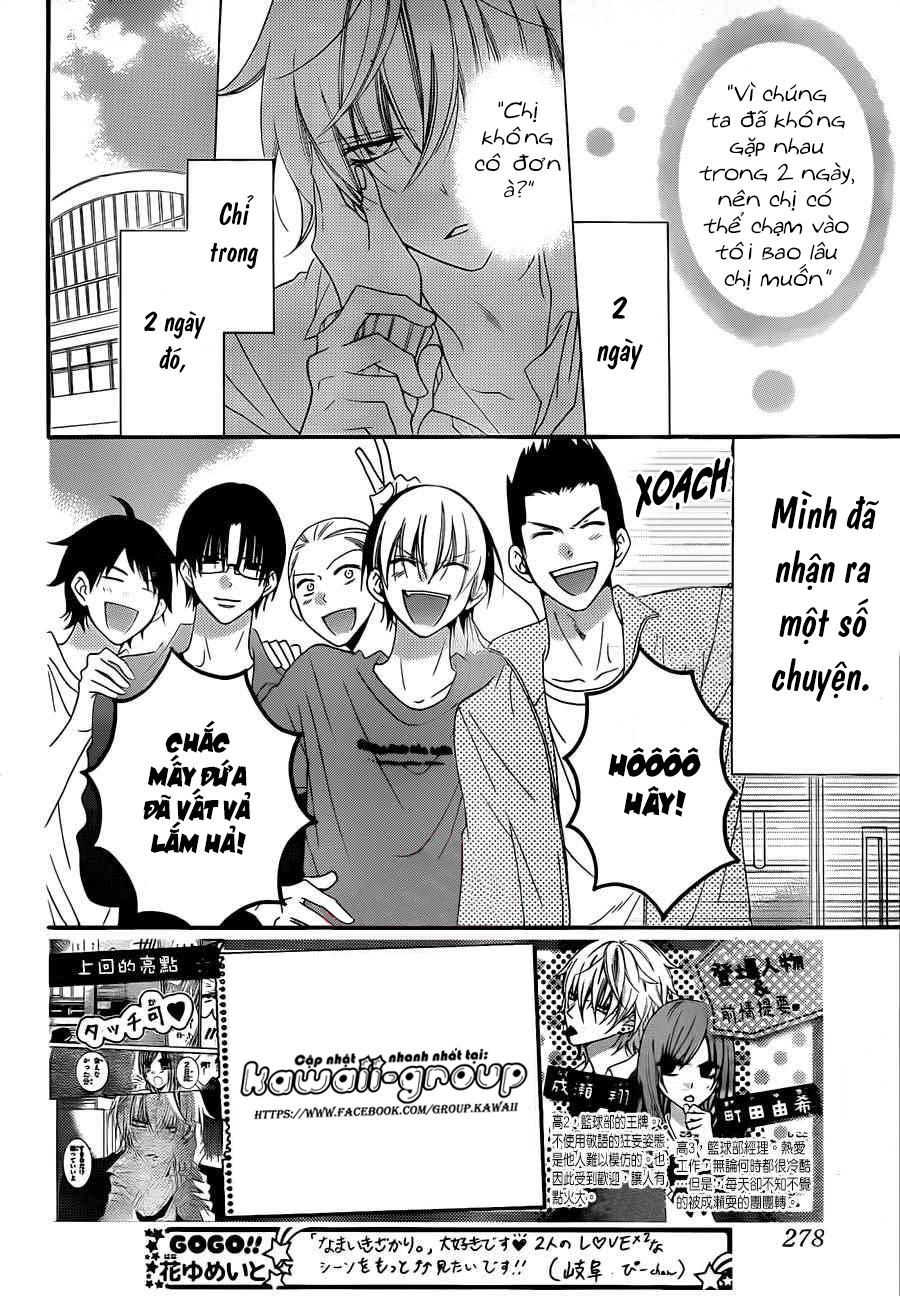 "Vì chúng
ta đã không
gặp nhau
trong 2 ngày,
nên chị có
thể chạm vào
tôi bao lâu
chị muốn"
"Chị
không
cô đơn
à?"
2
ngày
Chỉ
trong
2 ngày
đó,
Mình đã
nhận ra
một số
chuyện.
XOẠCH
HÔÔÔÔ
HÂY!
CHẮC
MẤY ĐỨA
ĐÃ VẤT VẢ
LẮM HẢ!
上回的亮點
タッチ
Cập nhật nhanh nhất tại:
kawaii-group
HTTPS://WWW.FACEBOOK.COM/GROUP.KAWAII
登場人物
&
前情提要
成瀬翔
高2，籃球部的王牌。
不使用敬語的狂妄姿態
是他人難以模仿的。也
因此受到歡迎，讓人有
點火大。
町田由希
高3，籃球部經理。熱愛
工作，無論何時都很冷酷
…但是，每天卻不知不覺
的被成瀬耍的團團轉。
278
GOGO!!
花ゆめいと
「なまいきざかり。」大好きです♥2人のL♡VE×2な
シーンをもっと見たいです!!
(岐阜 ぴーchan)